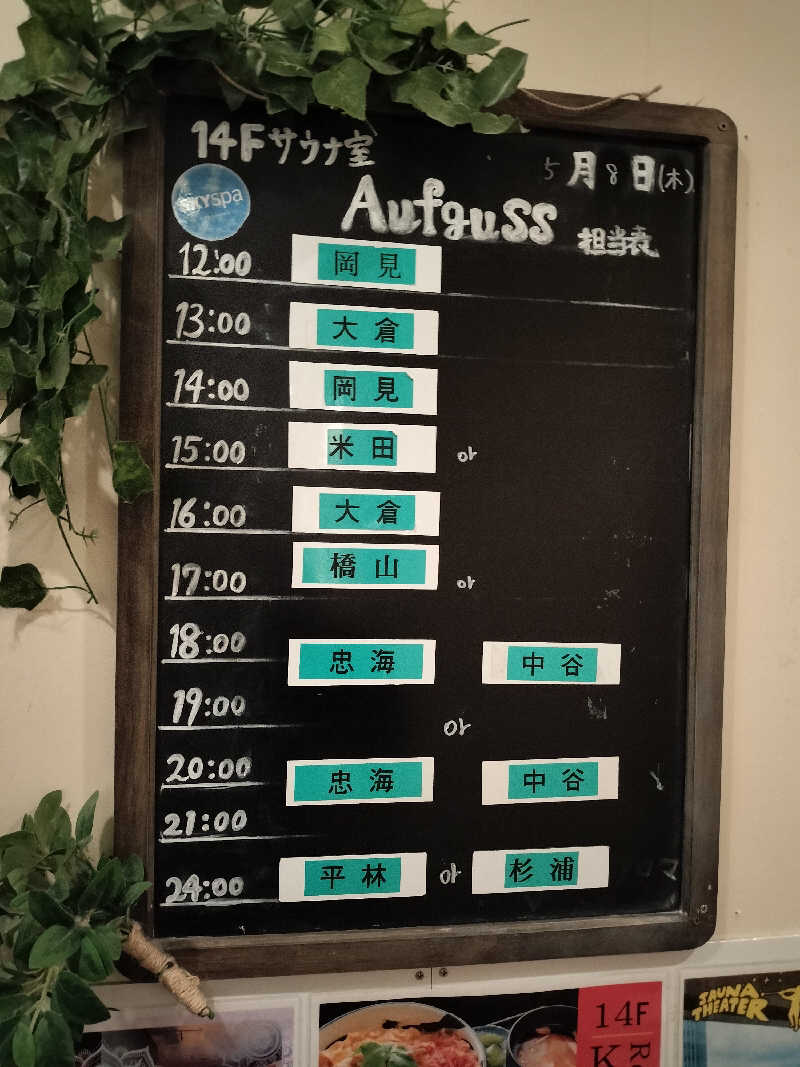 14Fサウナ室
5月8日(木)
skyspa
Aufguss 担当表
12:00 岡見
13:00 大倉
14:00 岡見
15:00 米田 or
16:00 大倉
17:00 橋山 or
18:00 忠海 中谷
19:00
or
20:00 忠海 中谷
21:00
24:00 平林 or 杉浦
14F
SAUNA
THEATER